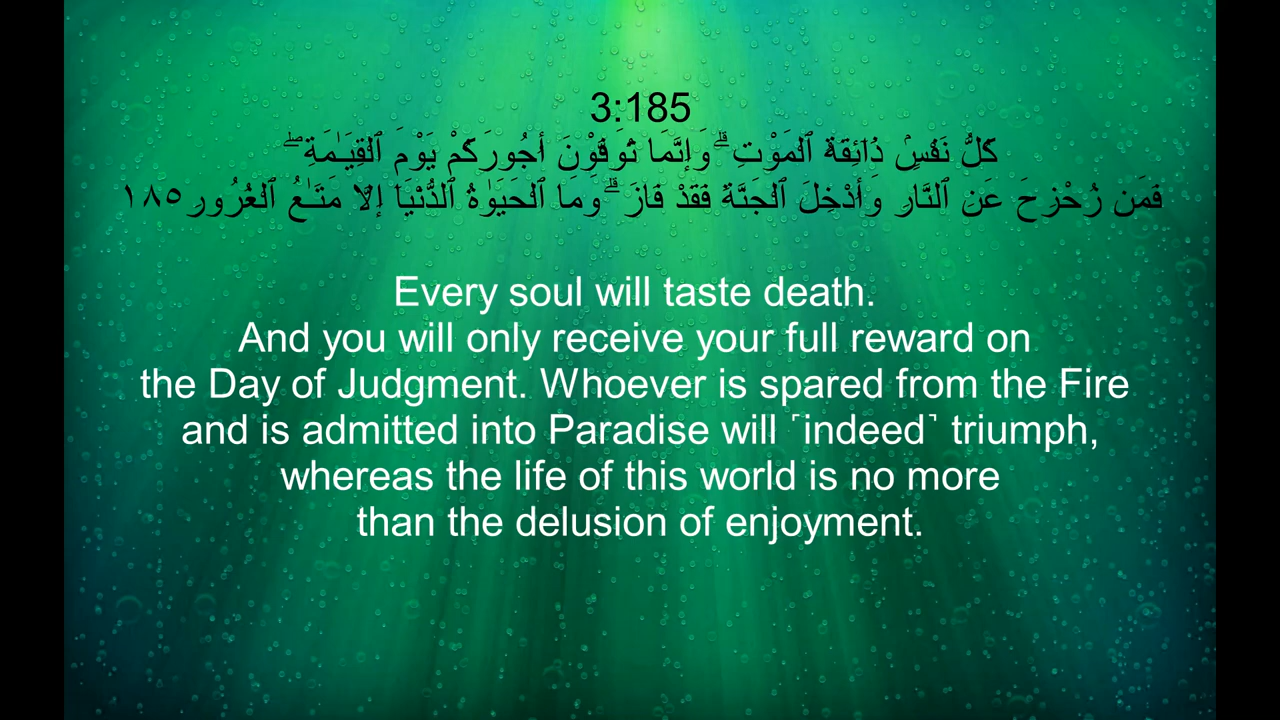 3:185
كُلُّ نَفْسٍۢ ذَآئِقَةُ ٱلْمَوْتِ ۗ وَإِنَّمَا تُوَفَّوْنَ أُجُورَكُمْ يَوْمَ ٱلْقِيَـٰمَةِ ۖ
فَمَن زُحْزِحَ عَنِ ٱلنَّارِ وَأُدْخِلَ ٱلْجَنَّةَ فَقَدْ فَازَ ۗ وَما ٱلْحَيَوٰةُ ٱلدُّنْيَآ إِلَّا مَتَـٰعُ ٱلْغُرُورِ ١٨٥
Every soul will taste death.
And you will only receive your full reward on
the Day of Judgment. Whoever is spared from the Fire
and is admitted into Paradise will ˹indeed˺ triumph,
whereas the life of this world is no more
than the delusion of enjoyment.